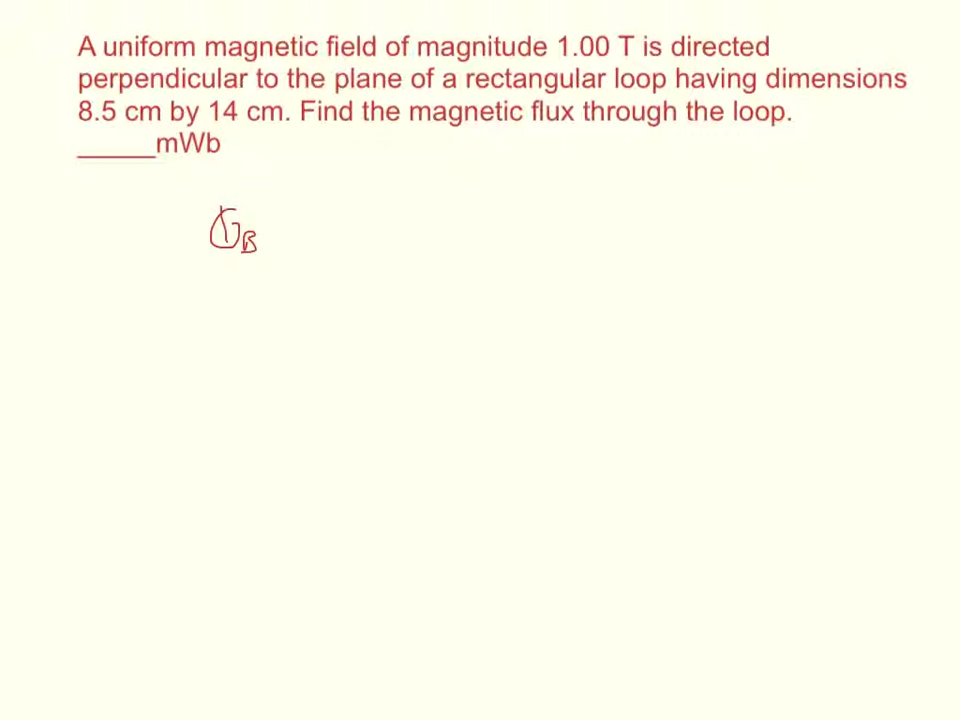 A uniform magnetic field of magnitude 1.00 T is directed
perpendicular to the plane of a rectangular loop having dimensions
8.5 cm by 14 cm. Find the magnetic flux through the loop.
_____mWb
Φ_B